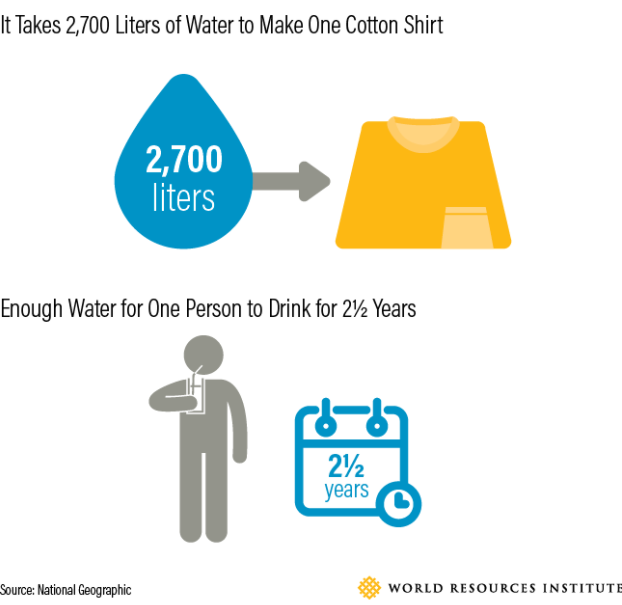 It Takes 2,700 Liters of Water to Make One Cotton Shirt
2,700
liters
Enough Water for One Person to Drink for 2½ Years
2½
years
Source: National Geographic
WORLD RESOURCES INSTITUTE